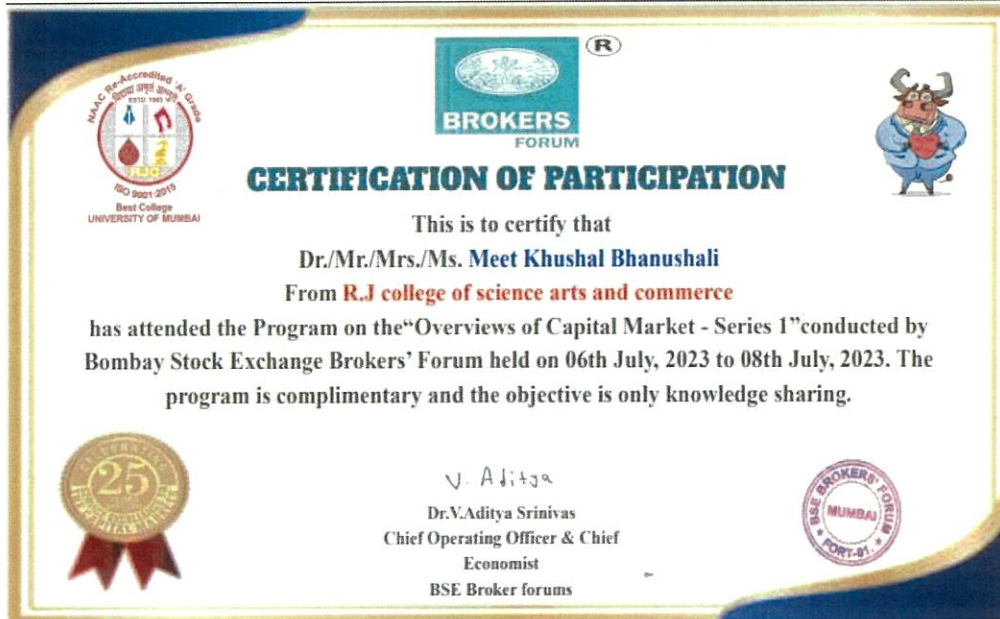 NAAC Re-Accredited 'A' Grade
ESTD 1963
RJC
ISO 9001:2015
Best College
UNIVERSITY OF MUMBAI
R
BROKERS
FORUM
CERTIFICATION OF PARTICIPATION
This is to certify that
Dr./Mr./Mrs./Ms. Meet Khushal Bhanushali
From R.J college of science arts and commerce
has attended the Program on the“Overviews of Capital Market - Series 1”conducted by
Bombay Stock Exchange Brokers’ Forum held on 06th July, 2023 to 08th July, 2023. The
program is complimentary and the objective is only knowledge sharing.
CELEBRATING
25
YEARS
V. Aditya
Dr.V.Aditya Srinivas
Chief Operating Officer & Chief
Economist
BSE Broker forums
BSE BROKERS' FORUM
MUMBAI
FORT-01.